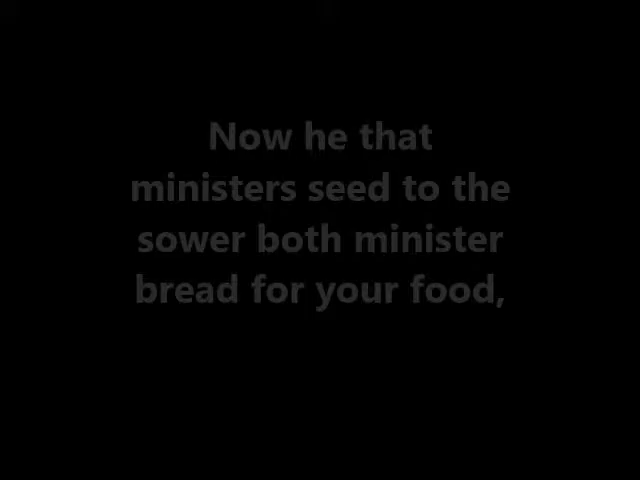 Now he that
ministers seed to the
sower both minister
bread for your food,